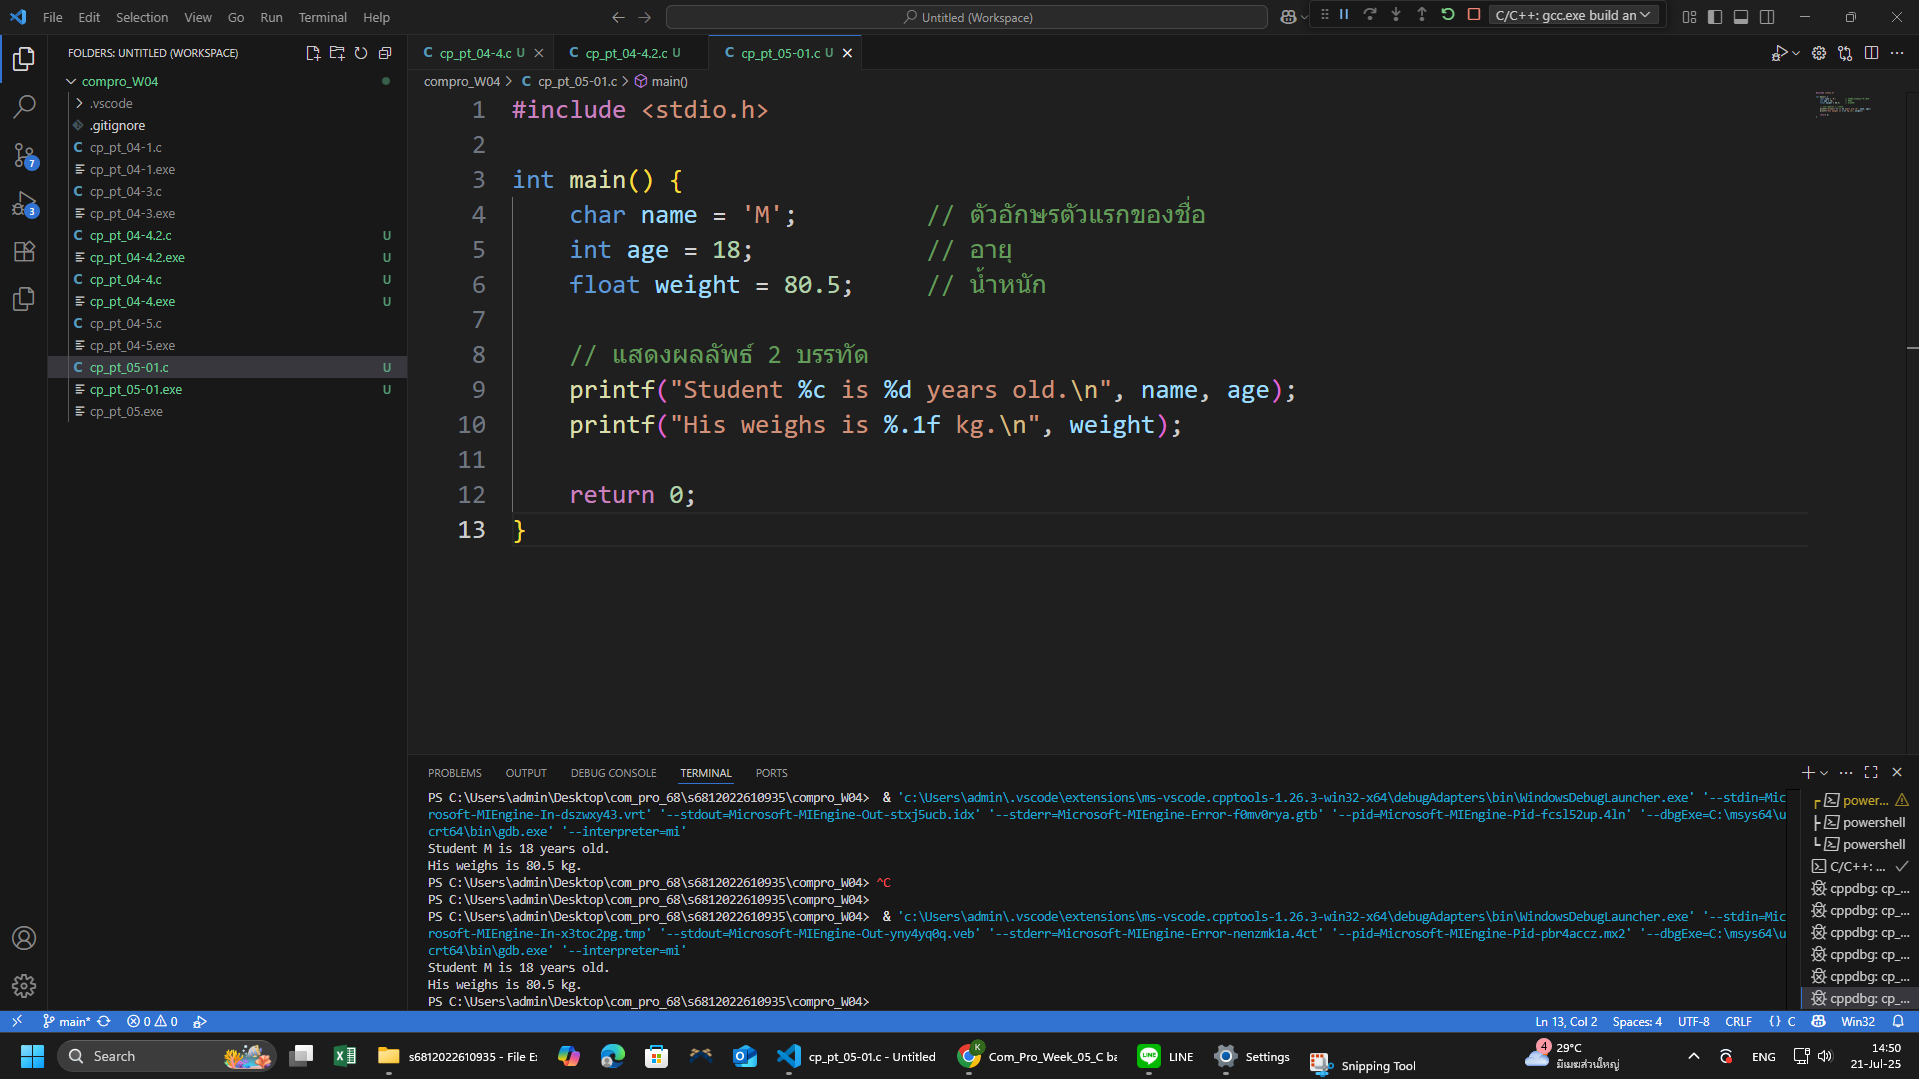 File Edit Selection View Go Run Terminal Help
Untitled (Workspace)
C/C++: gcc.exe build an
FOLDERS: UNTITLED (WORKSPACE)
compro_W04
.vscode
.gitignore
C cp_pt_04-1.c
cp_pt_04-1.exe
C cp_pt_04-3.c
cp_pt_04-3.exe
C cp_pt_04-4.2.c U
cp_pt_04-4.2.exe U
C cp_pt_04-4.c U
cp_pt_04-4.exe U
C cp_pt_04-5.c
cp_pt_04-5.exe
C cp_pt_05-01.c U
cp_pt_05-01.exe U
cp_pt_05.exe
7
3
C cp_pt_04-4.c U C cp_pt_04-4.2.c U C cp_pt_05-01.c U
compro_W04 > C cp_pt_05-01.c > main()
1 #include <stdio.h>
2
3 int main() {
4 char name = 'M'; // ตัวอักษรตัวแรกของชื่อ
5 int age = 18; // อายุ
6 float weight = 80.5; // น้ำหนัก
7
8 // แสดงผลลัพธ์ 2 บรรทัด
9 printf("Student %c is %d years old.\n", name, age);
10 printf("His weighs is %.1f kg.\n", weight);
11
12 return 0;
13 }
PROBLEMS OUTPUT DEBUG CONSOLE TERMINAL PORTS
PS C:\Users\admin\Desktop\com_pro_68\s6812022610935\compro_W04> & 'c:\Users\admin\.vscode\extensions\ms-vscode.cpptools-1.26.3-win32-x64\debugAdapters\bin\WindowsDebugLauncher.exe' '--stdin=Mic
rosoft-MIEngine-In-dszwxy43.vrt' '--stdout=Microsoft-MIEngine-Out-stxj5ucb.idx' '--stderr=Microsoft-MIEngine-Error-f0mv0rya.gtb' '--pid=Microsoft-MIEngine-Pid-fcsl52up.4ln' '--dbgExe=C:\msys64\u
crt64\bin\gdb.exe' '--interpreter=mi'
Student M is 18 years old.
His weighs is 80.5 kg.
PS C:\Users\admin\Desktop\com_pro_68\s6812022610935\compro_W04> ^C
PS C:\Users\admin\Desktop\com_pro_68\s6812022610935\compro_W04>
PS C:\Users\admin\Desktop\com_pro_68\s6812022610935\compro_W04> & 'c:\Users\admin\.vscode\extensions\ms-vscode.cpptools-1.26.3-win32-x64\debugAdapters\bin\WindowsDebugLauncher.exe' '--stdin=Mic
rosoft-MIEngine-In-x3toc2pg.tmp' '--stdout=Microsoft-MIEngine-Out-yny4yq0q.veb' '--stderr=Microsoft-MIEngine-Error-nenzmk1a.4ct' '--pid=Microsoft-MIEngine-Pid-pbr4accz.mx2' '--dbgExe=C:\msys64\u
crt64\bin\gdb.exe' '--interpreter=mi'
Student M is 18 years old.
His weighs is 80.5 kg.
PS C:\Users\admin\Desktop\com_pro_68\s6812022610935\compro_W04>
power...
powershell
powershell
C/C++: ...
cppdbg: cp_...
cppdbg: cp_...
cppdbg: cp_...
cppdbg: cp_...
cppdbg: cp_...
cppdbg: cp_...
main* 0 0 Ln 13, Col 2 Spaces: 4 UTF-8 CRLF {} C Win32
Search s6812022610935 - File E: cp_pt_05-01.c - Untitled Com_Pro_Week_05_C ba LINE Settings Snipping Tool
4 29°C
มีเมฆส่วนใหญ่
ENG
14:50
21-Jul-25